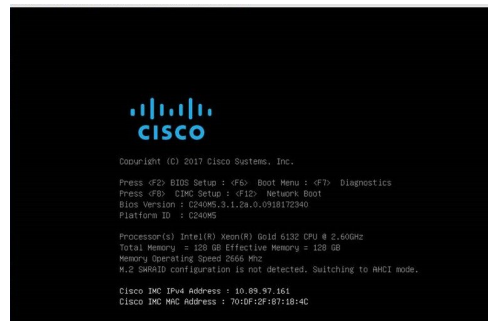 CISCO
Copyright (C) 2017 Cisco Systems, Inc.
Press <F2> BIOS Setup : <F6> Boot Menu : <F7> Diagnostics
Press <F8> CIMC Setup : <F12> Network Boot
Bios Version : C240M5.3.1.2a.0.0918172340
Platform ID : C240M5
Processor(s) Intel(R) Xeon(R) Gold 6132 CPU @ 2.60GHz
Total Memory = 128 GB Effective Memory = 128 GB
Memory Operating Speed 2666 Mhz
M.2 SWRAID configuration is not detected. Switching to AHCI mode.
Cisco IMC IPv4 Address : 10.89.97.161
Cisco IMC MAC Address : 70:DF:2F:87:18:4C